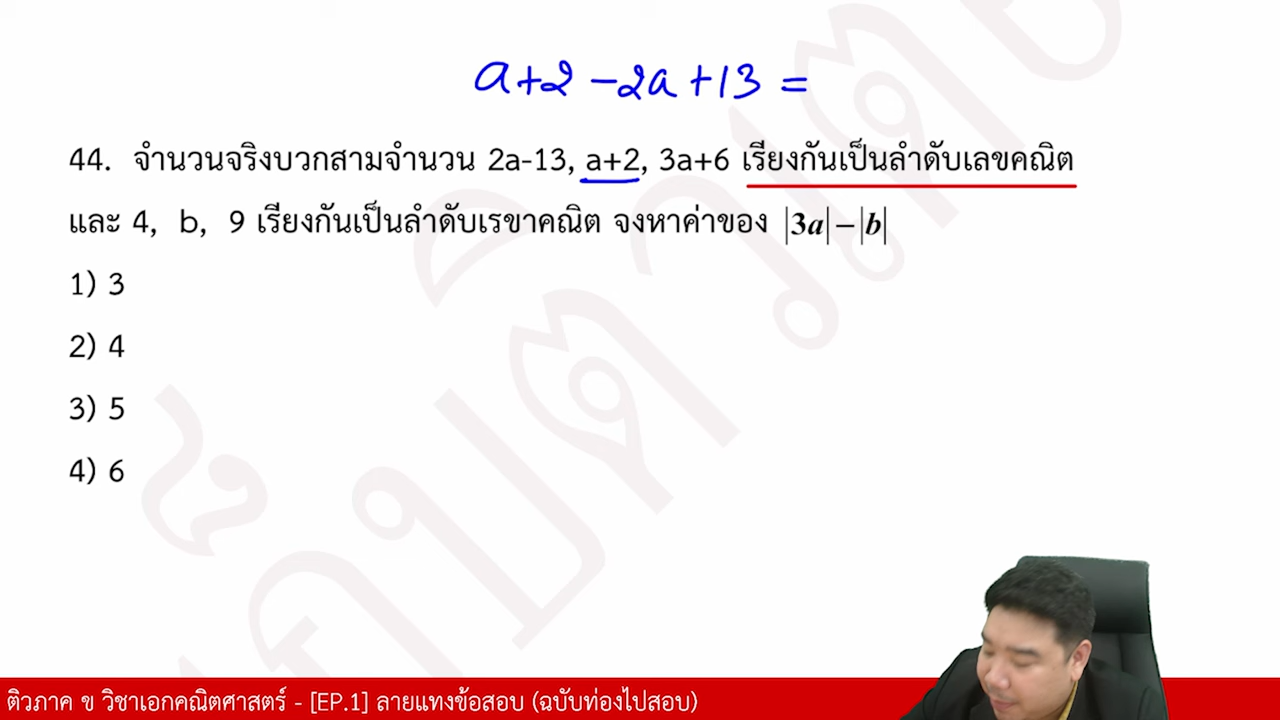 a+2 -2a+13 =
44. จำนวนจริงบวกสามจำนวน 2a-13, a+2, 3a+6 เรียงกันเป็นลำดับเลขคณิต
และ 4, b, 9 เรียงกันเป็นลำดับเรขาคณิต จงหาค่าของ |3a|−|b|
1) 3
2) 4
3) 5
4) 6
ติวภาค ข วิชาเอกคณิตศาสตร์ - [EP.1] ลายแทงข้อสอบ (ฉบับท่องไปสอบ)